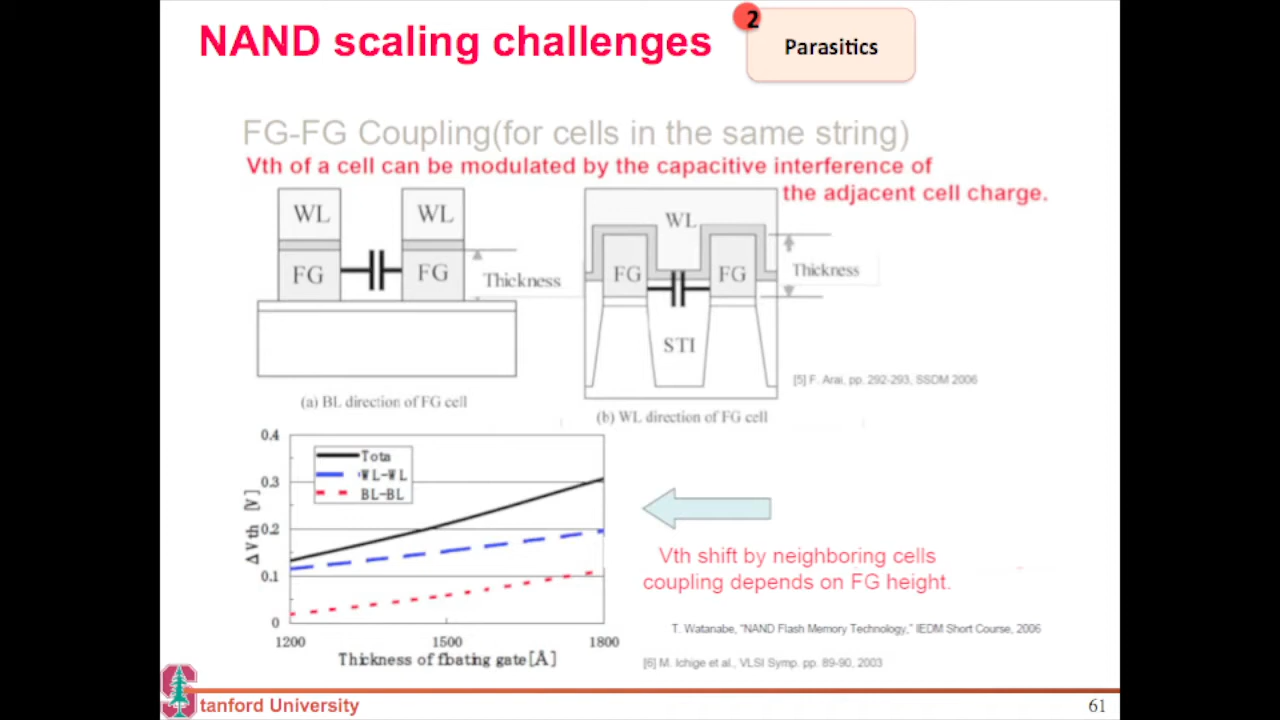 NAND scaling challenges
2
Parasitics
FG-FG Coupling(for cells in the same string)
Vth of a cell can be modulated by the capacitive interference of
the adjacent cell charge.
WL
WL
FG
FG
Thickness
(a) BL direction of FG cell
WL
FG
FG
Thickness
STI
[5] F. Arai, pp. 292-293, SSDM 2006
(b) WL direction of FG cell
0.4
0.3
0.2
0.1
0
ΔVth [V]
Tota
WL-WL
BL-BL
1200
1500
1800
Thickness of floating gate[Å]
Vth shift by neighboring cells
coupling depends on FG height.
T. Watanabe, "NAND Flash Memory Technology," IEDM Short Course, 2006
[6] M. Ichige et al., VLSI Symp. pp. 89-90, 2003
Stanford University
61